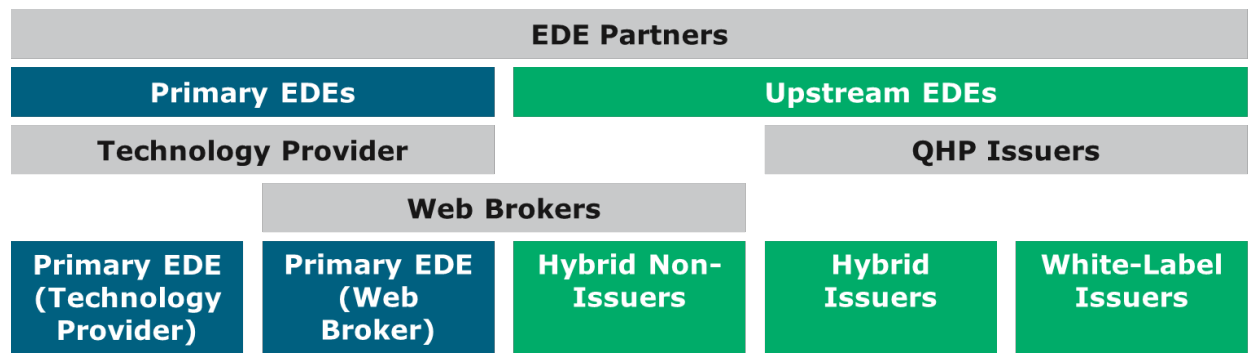 EDE Partners
Primary EDEs
Upstream EDEs
Technology Provider
QHP Issuers
Web Brokers
Primary EDE
(Technology
Provider)
Primary EDE
(Web
Broker)
Hybrid Non-
Issuers
Hybrid
Issuers
White-Label
Issuers